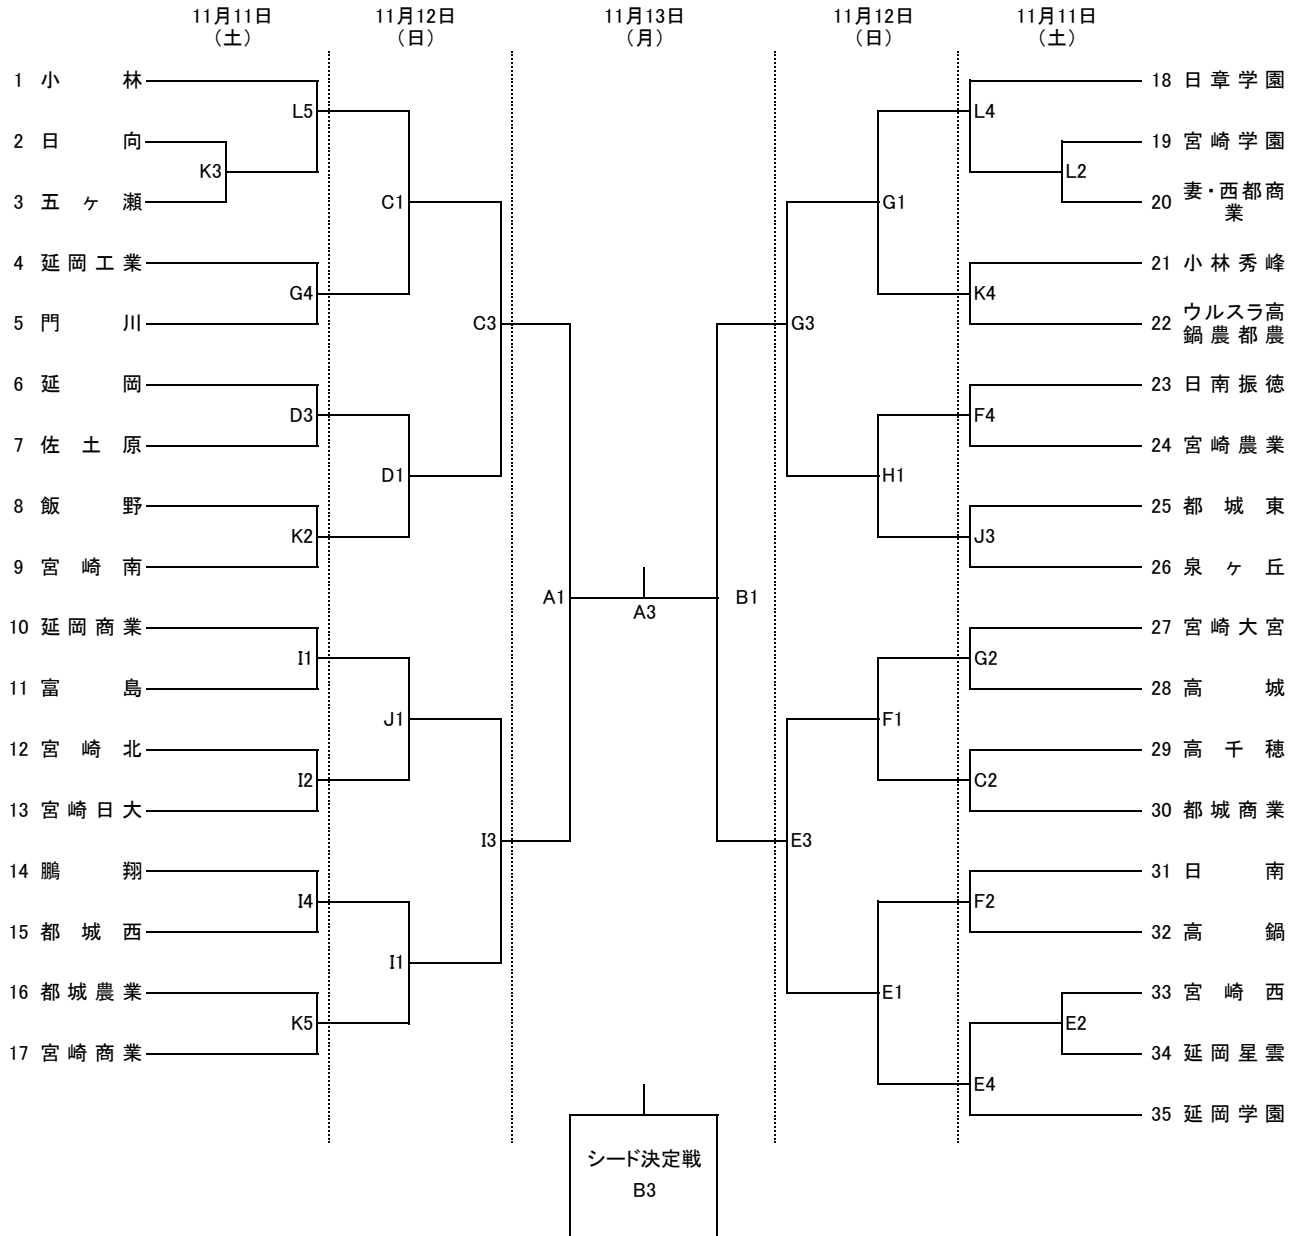 11月11日 11月12日 11月13日 11月12日 11月11日
（土） （日） （月） （日） （土）
1 小林
L5
2 日向
K3
3 五ヶ瀬
C1
4 延岡工業
G4
5 門川
C3
6 延岡
D3
7 佐土原
D1
8 飯野
K2
9 宮崎南
A1
10 延岡商業
I1
11 富島
J1
12 宮崎北
I2
13 宮崎日大
I3
14 鵬翔
I4
15 都城西
I1
16 都城農業
K5
17 宮崎商業
A3
B1
18 日章学園
L4
19 宮崎学園
L2
20 妻・西都商
業
G1
21 小林秀峰
K4
22 ウルスラ高
鍋農都農
G3
23 日南振徳
F4
24 宮崎農業
H1
25 都城東
J3
26 泉ヶ丘
27 宮崎大宮
G2
28 高城
F1
29 高千穂
C2
30 都城商業
E3
31 日南
F2
32 高鍋
E1
33 宮崎西
E2
34 延岡星雲
E4
35 延岡学園
シード決定戦
B3